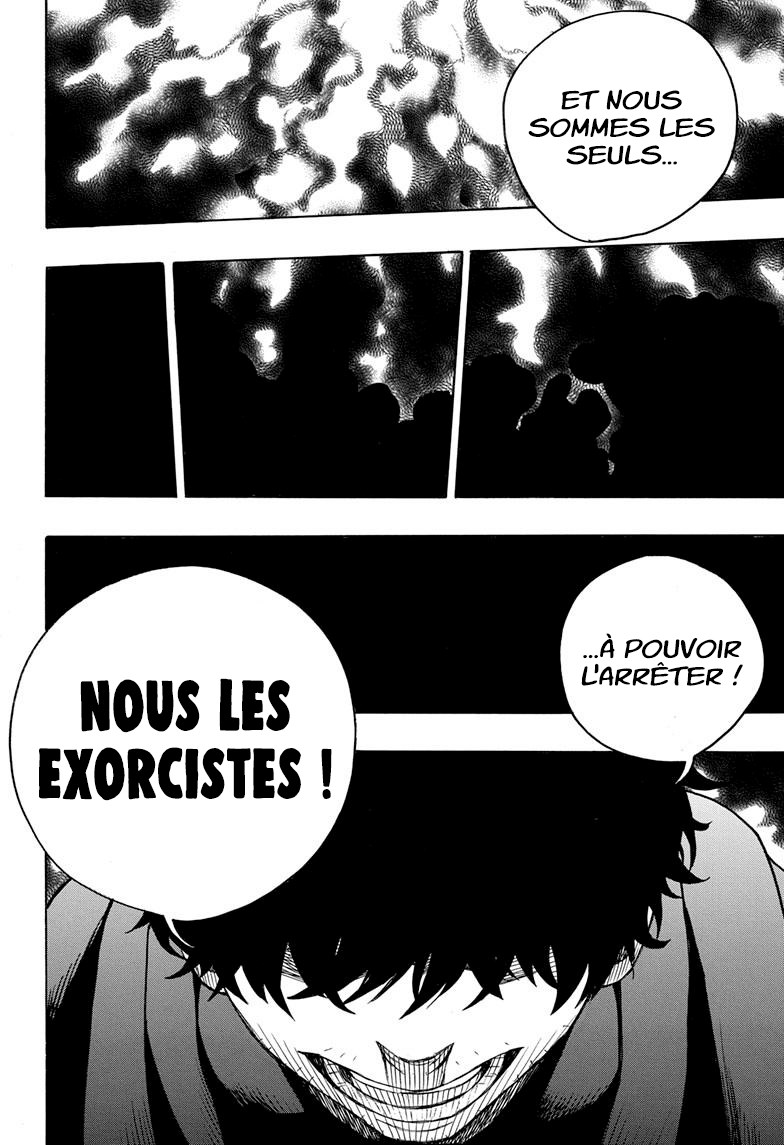 ET NOUS
SOMMES LES
SEULS...
...À POUVOIR
L'ARRÊTER !
NOUS LES
EXORCISTES !